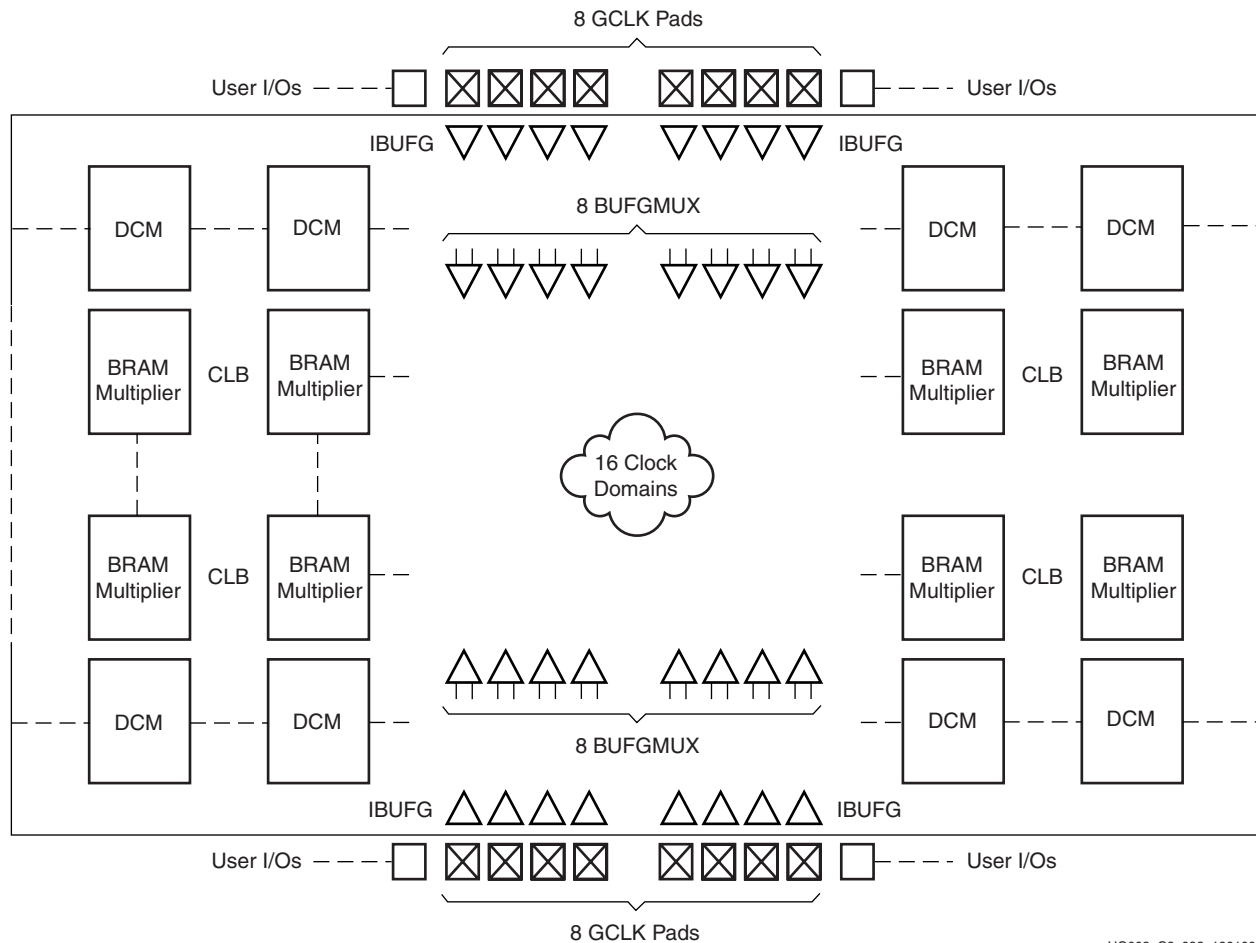 8 GCLK Pads
User I/Os
User I/Os
IBUFG
IBUFG
8 BUFGMUX
DCM
DCM
DCM
DCM
BRAM
Multiplier
CLB
BRAM
Multiplier
BRAM
Multiplier
CLB
BRAM
Multiplier
16 Clock
Domains
BRAM
Multiplier
CLB
BRAM
Multiplier
BRAM
Multiplier
CLB
BRAM
Multiplier
DCM
DCM
DCM
DCM
8 BUFGMUX
IBUFG
IBUFG
User I/Os
User I/Os
8 GCLK Pads